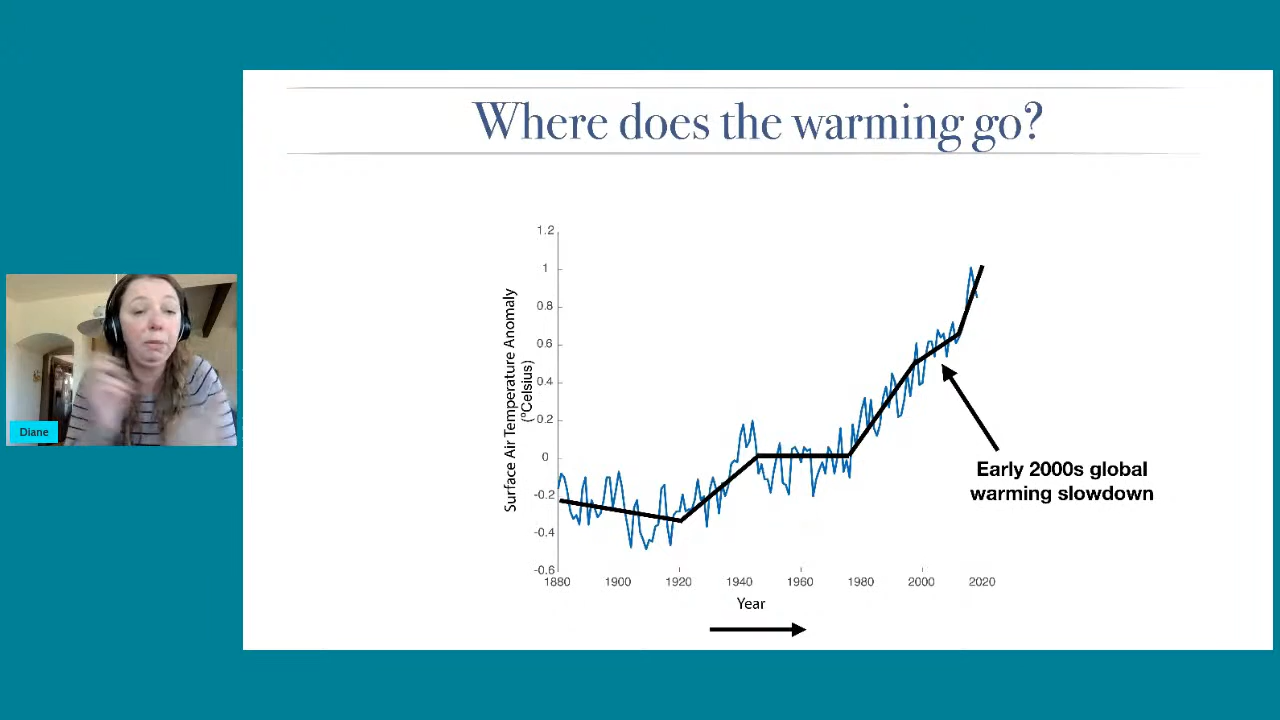 Where does the warming go?
Surface Air Temperature Anomaly
(ºCelsius)
1.2
1
0.8
0.6
0.4
0.2
0
-0.2
-0.4
-0.6
1880 1900 1920 1940 1960 1980 2000 2020
Year
Early 2000s global
warming slowdown
Diane